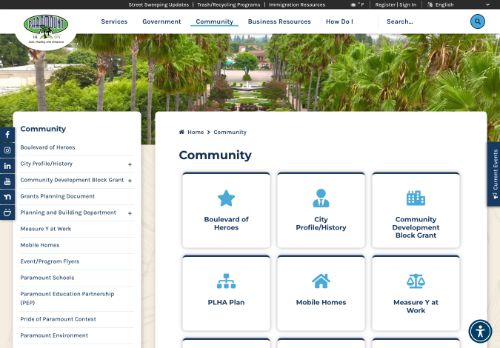 Street Sweeping Updates | Trash/Recycling Programs | Immigration Resources
°F
Register | Sign In
English
PARAMOUNT
Services
Government
Community
Business Resources
How Do I
Search...
Community
Boulevard of Heroes
City Profile/History +
Community Development Block Grant +
Grants Planning Document
Planning and Building Department +
Measure Y at Work
Mobile Homes
Event/Program Flyers
Paramount Schools
Paramount Education Partnership
(PEP)
Pride of Paramount Contest
Paramount Environment
Home > Community
Community
Boulevard of
Heroes
City
Profile/History
Community
Development
Block Grant
PLHA Plan
Mobile Homes
Measure Y at
Work
Current Events